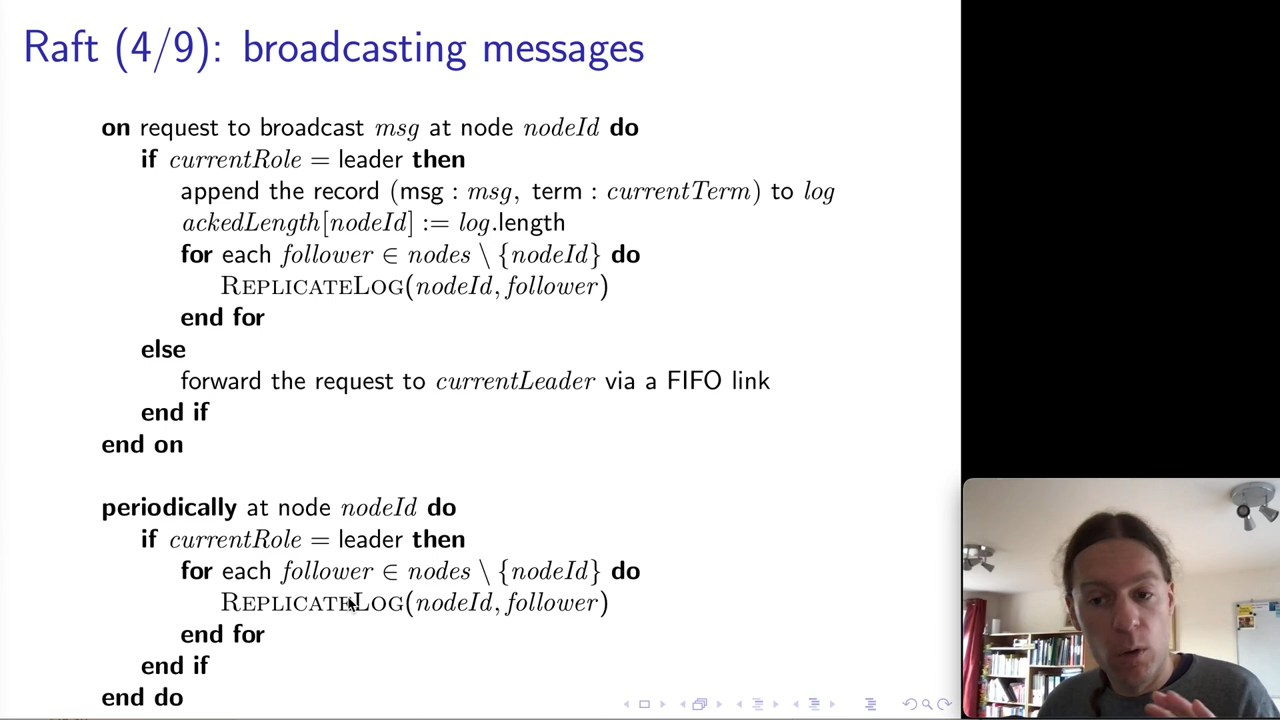 Raft (4/9): broadcasting messages
on request to broadcast msg at node nodeId do
if currentRole = leader then
append the record (msg : msg, term : currentTerm) to log
ackedLength[nodeId] := log.length
for each follower ∈ nodes \ {nodeId} do
REPLICATELOG(nodeId, follower)
end for
else
forward the request to currentLeader via a FIFO link
end if
end on
periodically at node nodeId do
if currentRole = leader then
for each follower ∈ nodes \ {nodeId} do
REPLICATELOG(nodeId, follower)
end for
end if
end do